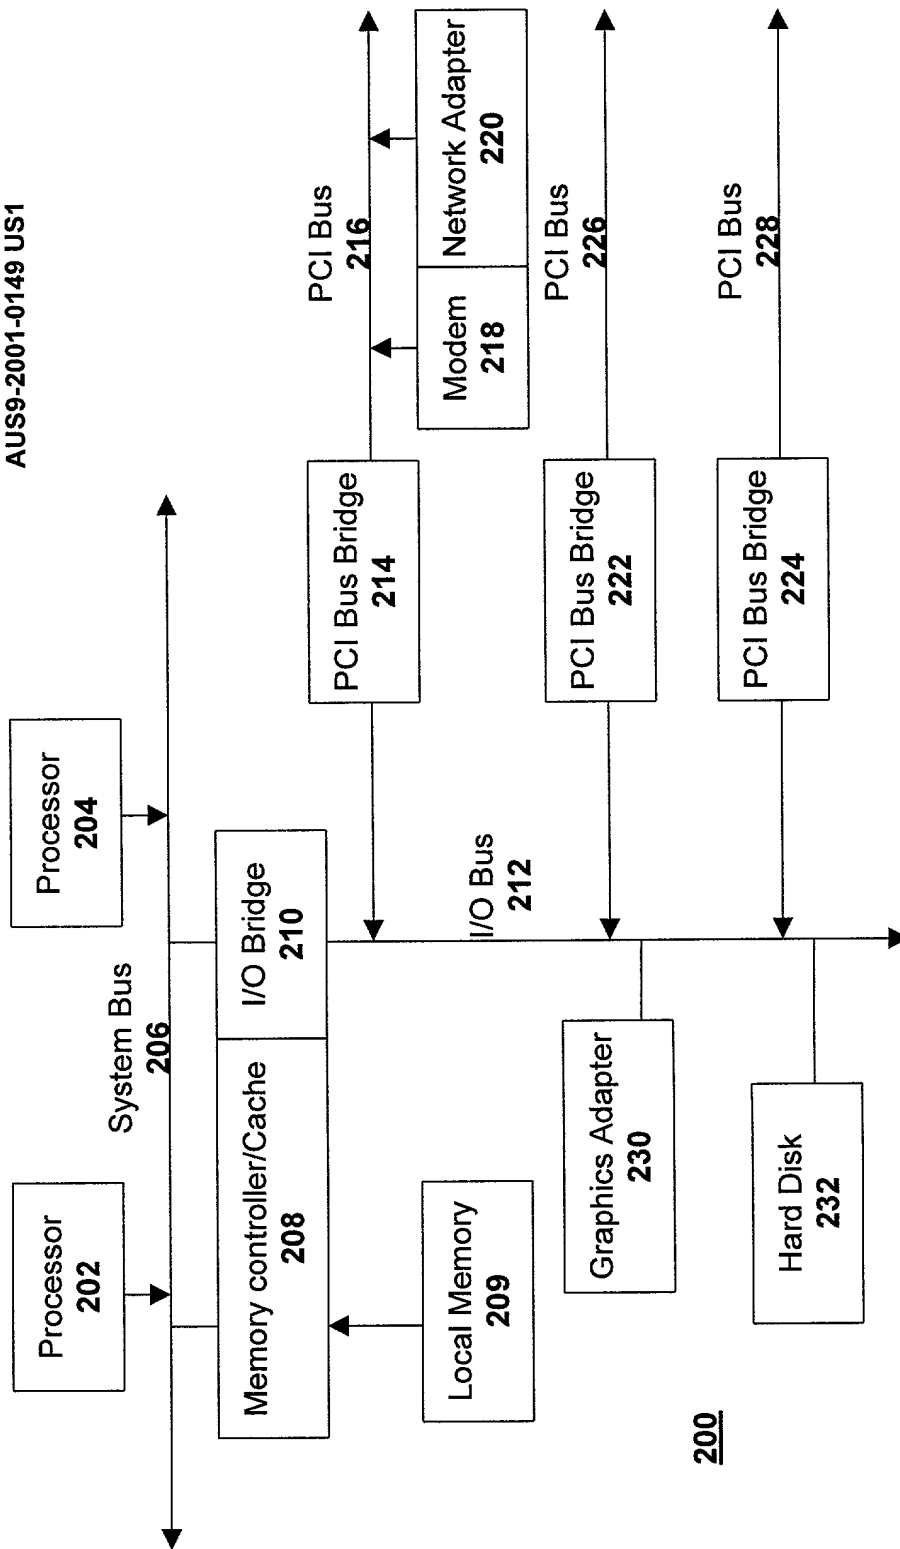 AUS9-2001-0149 US1
Processor
202
Processor
204
System Bus
206
Memory controller/Cache
208
I/O Bridge
210
Local Memory
209
PCI Bus Bridge
214
PCI Bus
216
Modem
218
Network Adapter
220
I/O Bus
212
Graphics Adapter
230
PCI Bus Bridge
222
PCI Bus
226
Hard Disk
232
PCI Bus Bridge
224
PCI Bus
228
200